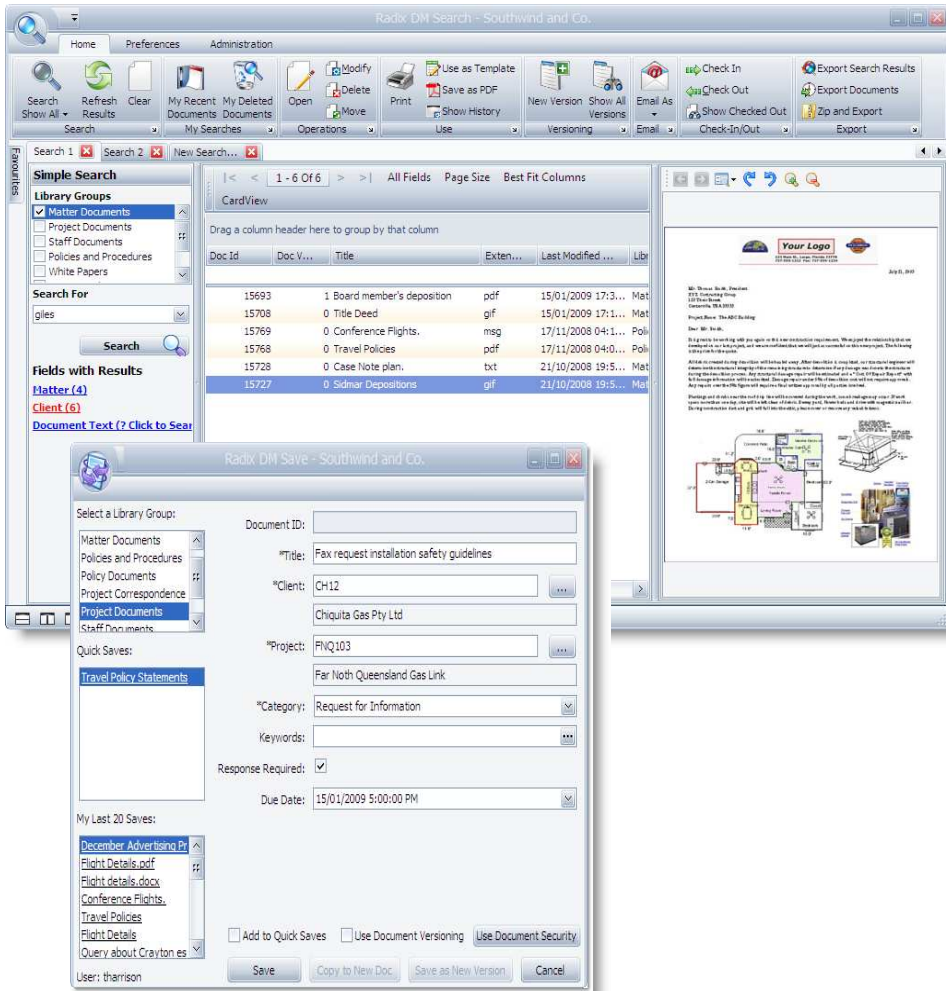 Radix DM Search - Southwind and Co.
Home Preferences Administration
Search Show All
Refresh Results
Clear
Search
My Recent Documents
My Deleted Documents
My Searches
Open
Modify
Delete
Move
Operations
Print
Use as Template
Save as PDF
Show History
Use
New Version
Show All Versions
Versioning
Email As
Email
Check In
Check Out
Show Checked Out
Check-In/Out
Export Search Results
Export Documents
Zip and Export
Export
Favourites
Search 1 Search 2 New Search...
Simple Search
Library Groups
Matter Documents
Project Documents
Staff Documents
Policies and Procedures
White Papers
Search For
giles
Search
Fields with Results
Matter (4)
Client (6)
Document Text (? Click to Sear
|< < 1 - 6 Of 6 > >| All Fields Page Size Best Fit Columns
CardView
Drag a column header here to group by that column
Doc Id Doc V... Title Exten... Last Modified ... Libr
15693 1 Board member's deposition pdf 15/01/2009 17:3... Mat
15708 0 Title Deed gif 15/01/2009 17:1... Mat
15769 0 Conference Flights. msg 17/11/2008 04:1... Poli
15768 0 Travel Policies pdf 17/11/2008 04:0... Poli
15728 0 Case Note plan. txt 21/10/2008 19:5... Mat
15727 0 Sidmar Depositions gif 21/10/2008 19:5... Mat
Your Logo
Radix DM Save - Southwind and Co.
Select a Library Group:
Matter Documents
Policies and Procedures
Policy Documents
Project Correspondence
Project Documents
Staff Documents
Quick Saves:
Travel Policy Statements
My Last 20 Saves:
December Advertising Pr
Flight Details.pdf
Flight details.docx
Conference Flights.
Travel Policies
Flight Details
Query about Crayton es
User: tharrison
Document ID:
*Title: Fax request installation safety guidelines
*Client: CH12 ...
Chiquita Gas Pty Ltd
*Project: FNQ103 ...
Far Noth Queensland Gas Link
*Category: Request for Information
Keywords: ...
Response Required:
Due Date: 15/01/2009 5:00:00 PM
Add to Quick Saves Use Document Versioning Use Document Security
Save Copy to New Doc Save as New Version Cancel